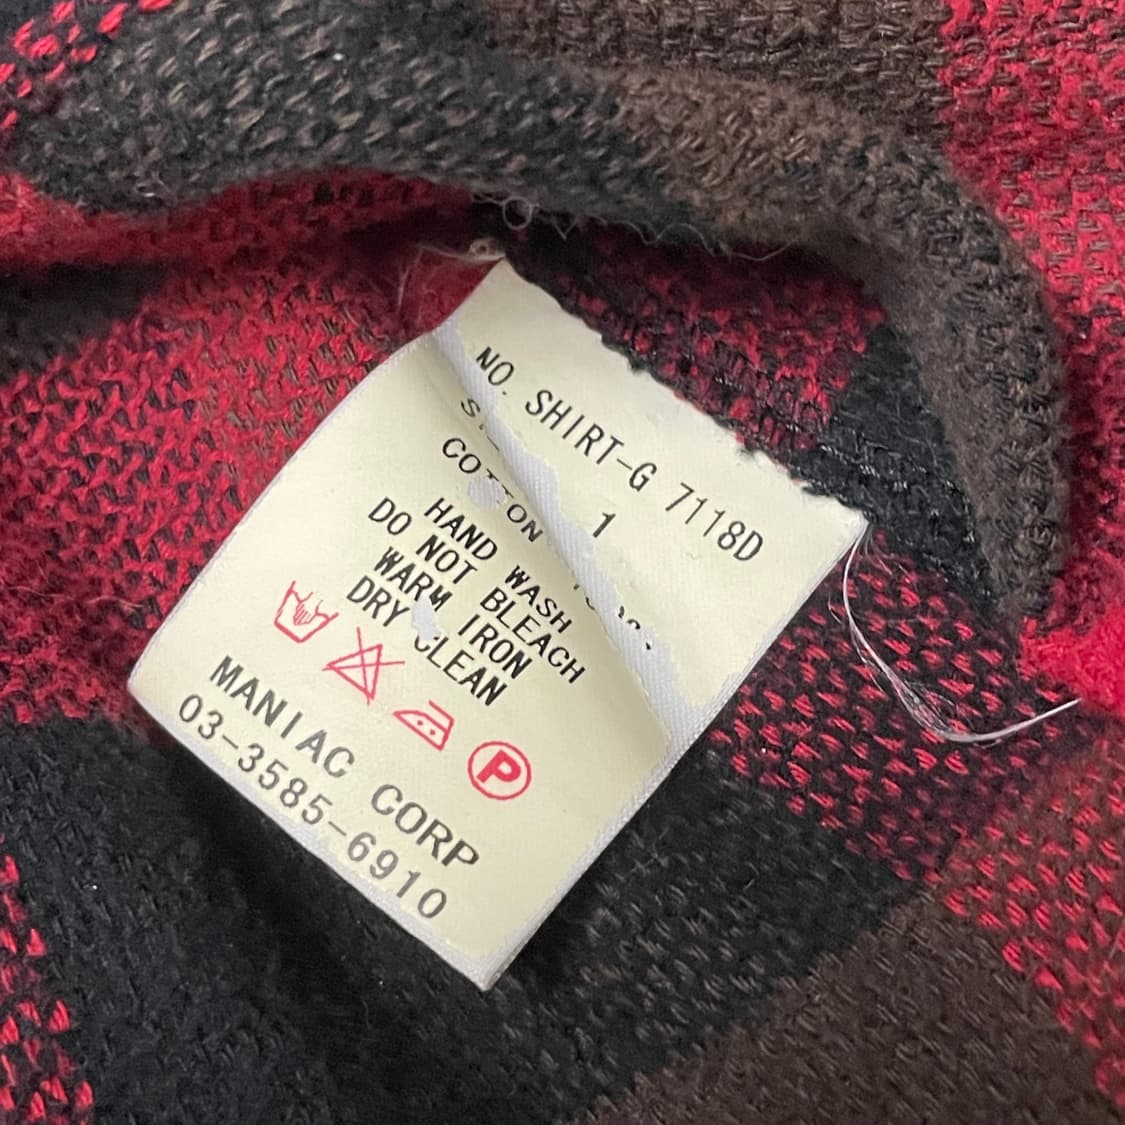 NO. SHIRT-G 7118D
1
COTTON
HAND WASH
DO NOT BLEACH
WARM IRON
DRY CLEAN
P
MANIAC CORP
03-3585-6910